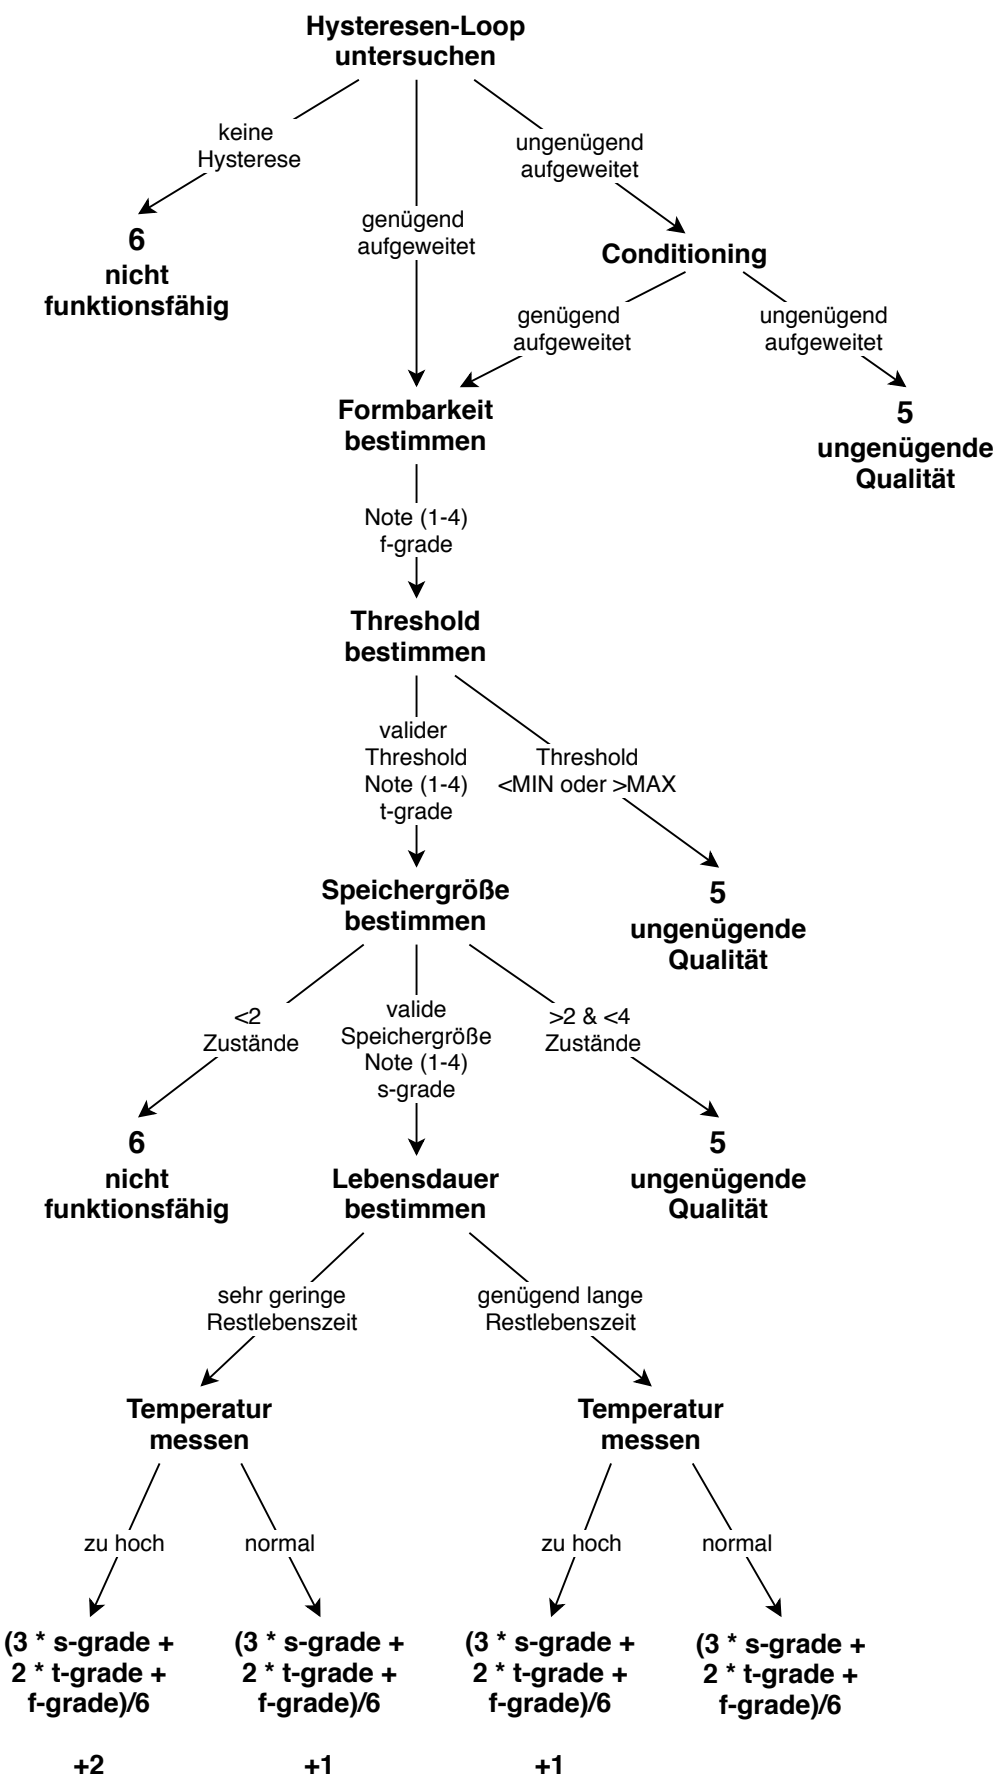 Hysteresen-Loop
untersuchen
keine
Hysterese
ungenügend
aufgeweitet
genügend
aufgeweitet
6
nicht
funktionsfähig
Conditioning
genügend
aufgeweitet
ungenügend
aufgeweitet
Formbarkeit
bestimmen
5
ungenügende
Qualität
Note (1-4)
f-grade
Threshold
bestimmen
valider
Threshold
Note (1-4)
t-grade
Threshold
<MIN oder >MAX
Speichergröße
bestimmen
5
ungenügende
Qualität
<2
Zustände
valide
Speichergröße
Note (1-4)
s-grade
>2 & <4
Zustände
6
nicht
funktionsfähig
Lebensdauer
bestimmen
5
ungenügende
Qualität
sehr geringe
Restlebenszeit
genügend lange
Restlebenszeit
Temperatur
messen
Temperatur
messen
zu hoch
normal
zu hoch
normal
(3 * s-grade +
2 * t-grade +
f-grade)/6
+2
(3 * s-grade +
2 * t-grade +
f-grade)/6
+1
(3 * s-grade +
2 * t-grade +
f-grade)/6
+1
(3 * s-grade +
2 * t-grade +
f-grade)/6